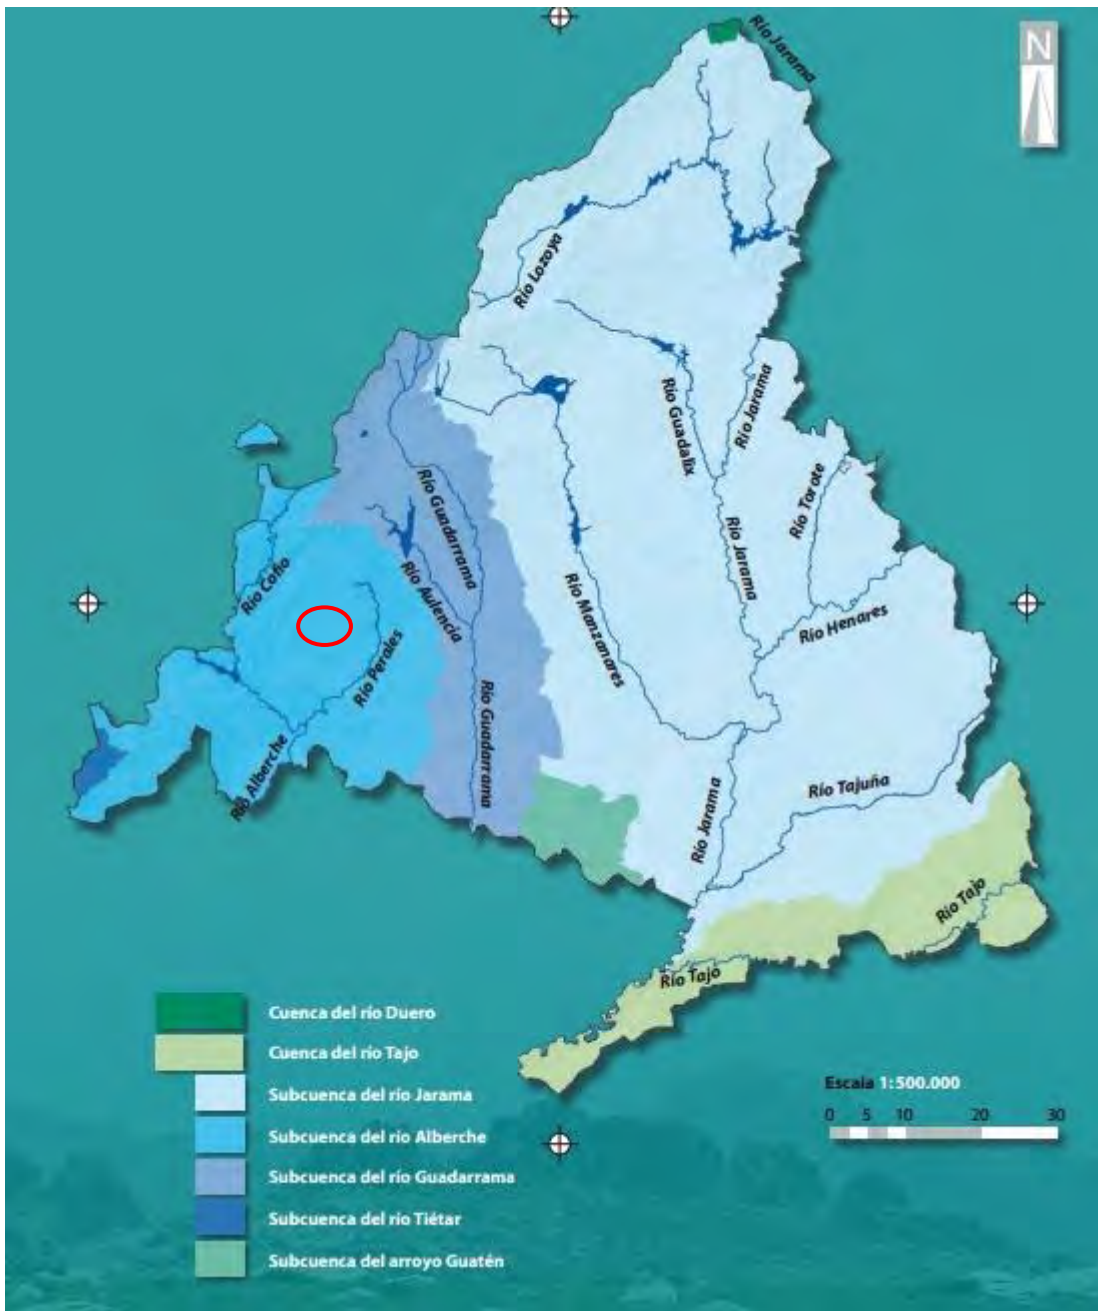 Río Jarama
N
Río Lozoya
Río Guadalix
Río Jarama
Río Torote
Río Guadarrama
Río Jarama
Río Cofio
Río Aulencia
Río Manzanares
Río Henares
Río Perales
Río Guadarrama
Río Alberche
Río Jarama
Río Tajuña
Río Tajo
Río Tajo
Cuenca del río Duero
Cuenca del río Tajo
Subcuenca del río Jarama
Subcuenca del río Alberche
Subcuenca del río Guadarrama
Subcuenca del río Tiétar
Subcuenca del arroyo Guatén
Escala 1:500.000
0 5 10 20 30